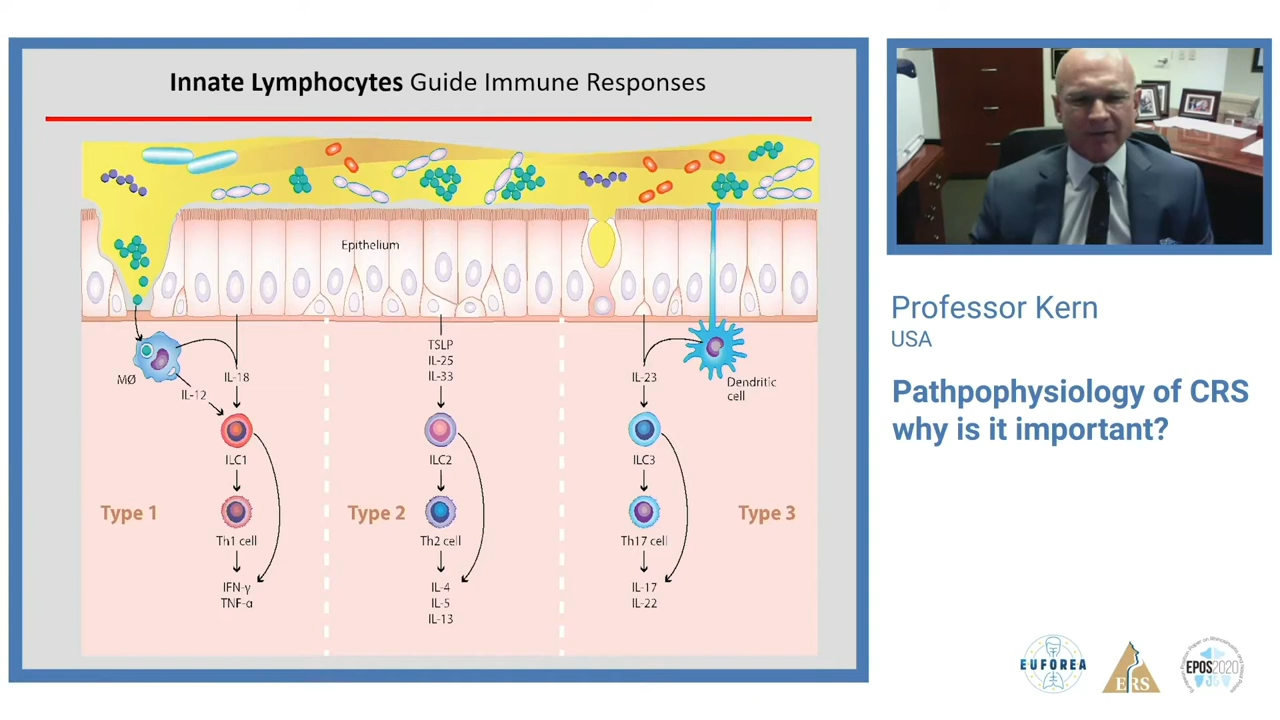 Innate Lymphocytes Guide Immune Responses
Epithelium
MØ
IL-12
IL-18
ILC1
Type 1
Th1 cell
IFN-γ
TNF-α
TSLP
IL-25
IL-33
ILC2
Type 2
Th2 cell
IL-4
IL-5
IL-13
IL-23
Dendritic
cell
ILC3
Type 3
Th17 cell
IL-17
IL-22
Professor Kern
USA
Pathpophysiology of CRS
why is it important?
EUFOREA
ERS
EPOS2020